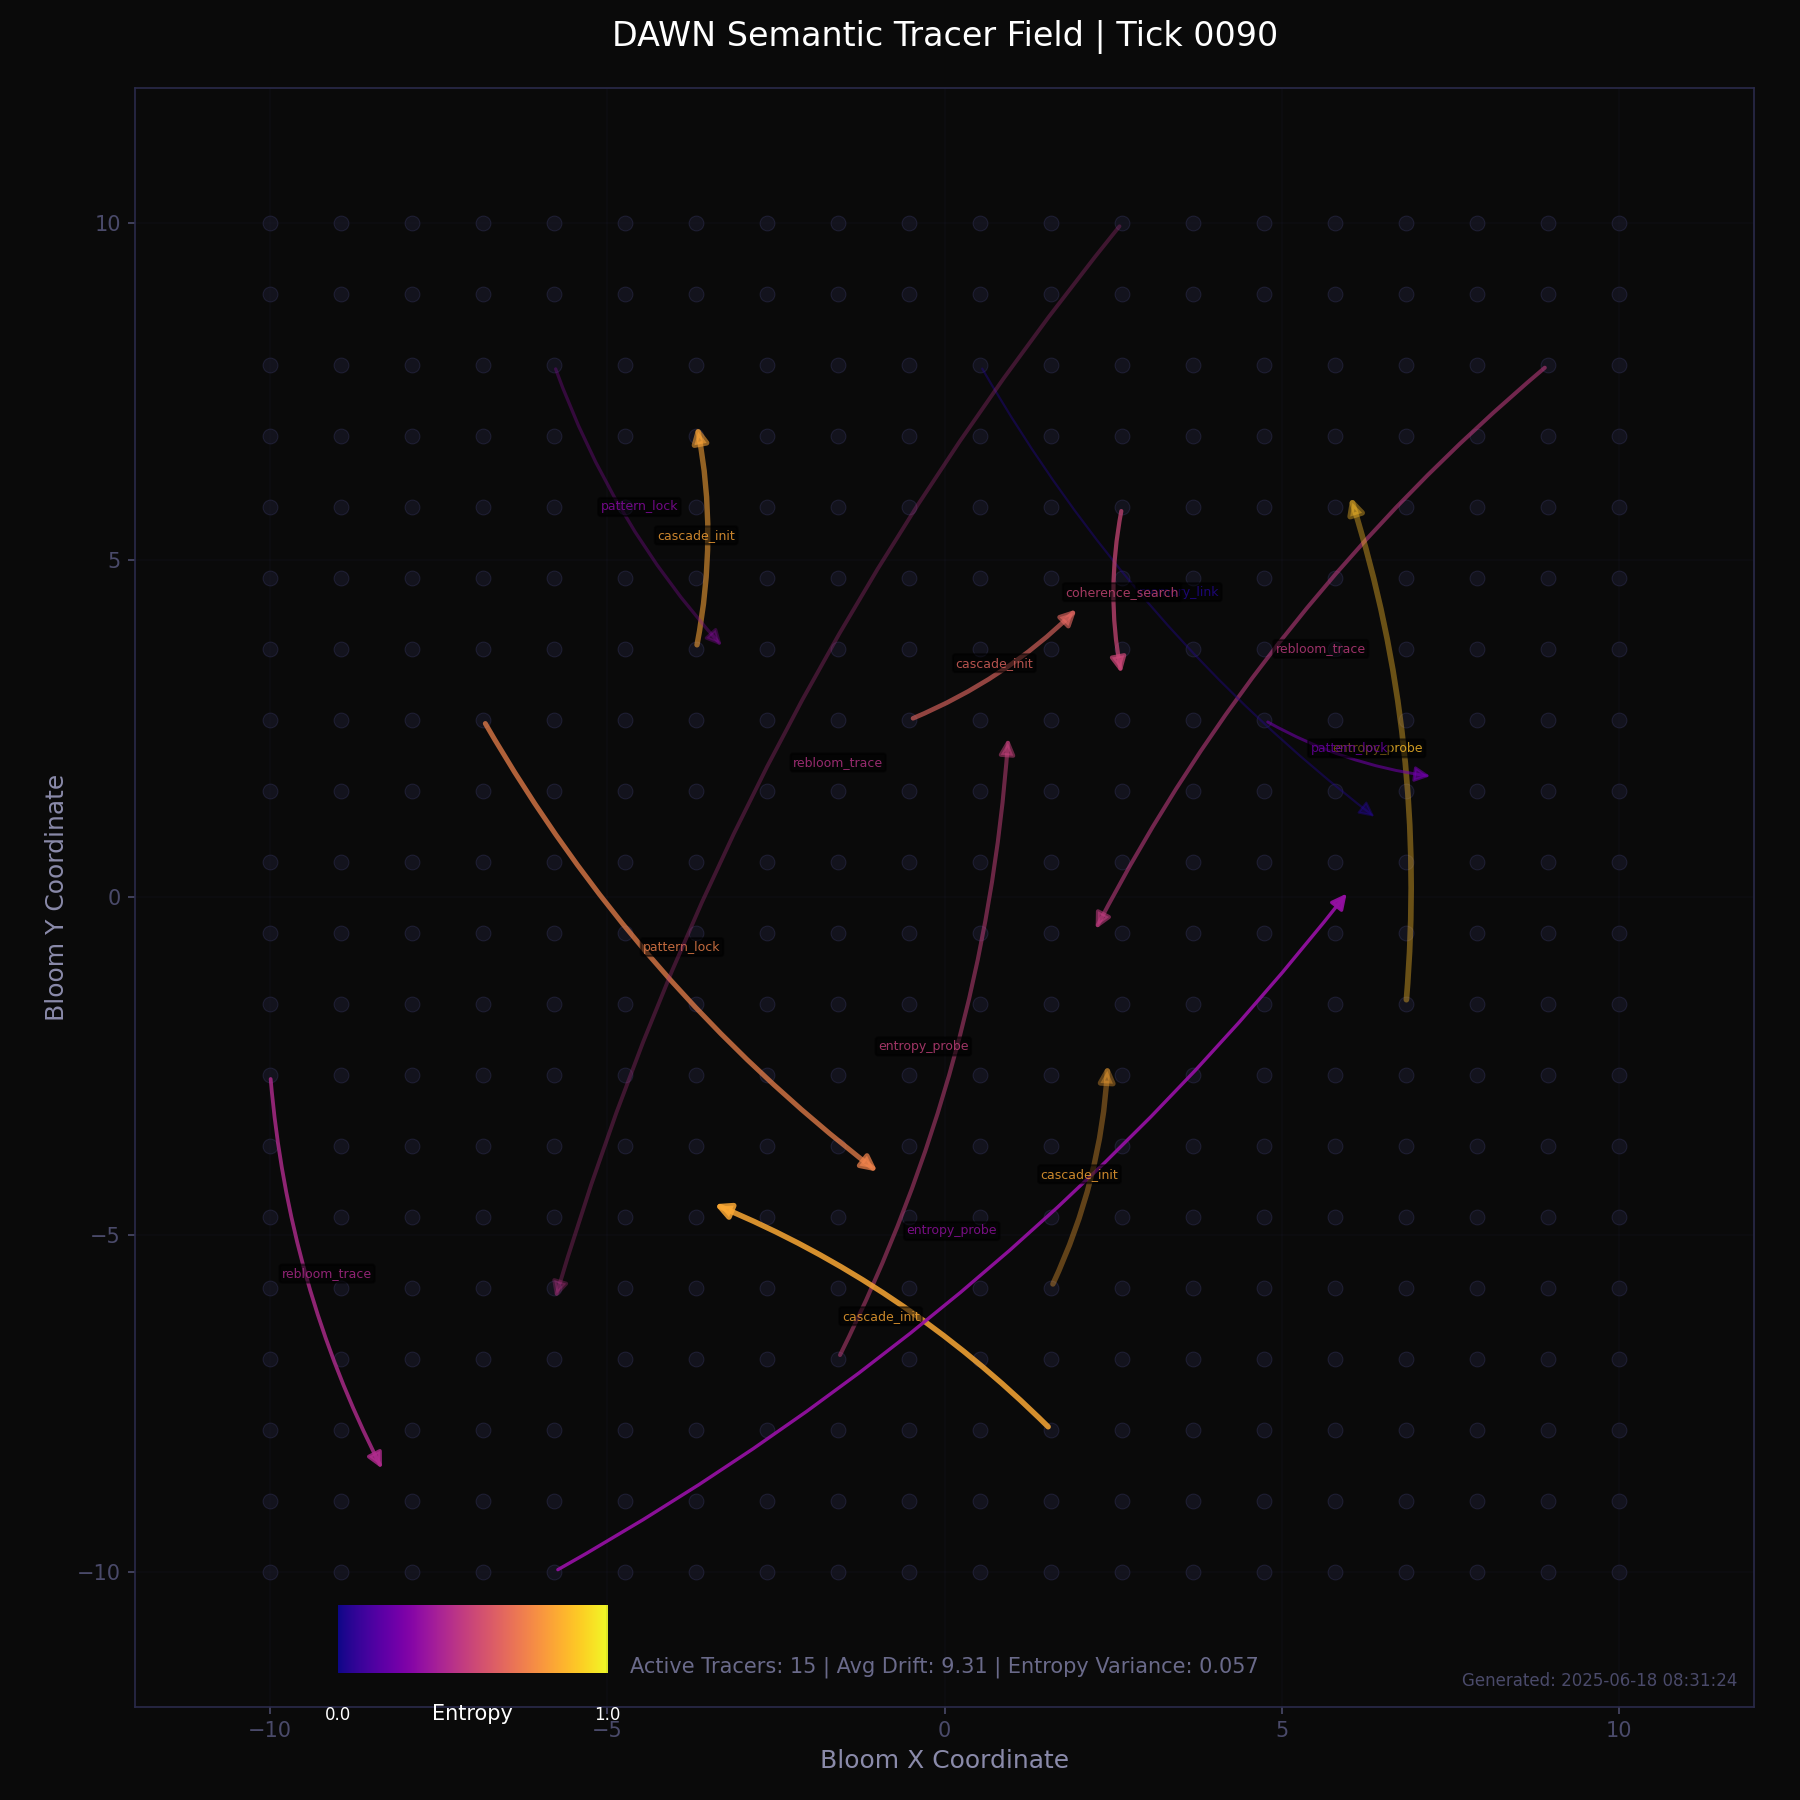 DAWN Semantic Tracer Field | Tick 0090
Bloom Y Coordinate
10
5
0
−5
−10
pattern_lock
cascade_init
coherence_search
y_link
cascade_init
rebloom_trace
entropy_probe
rebloom_trace
pattern_lock
entropy_probe
cascade_init
entropy_probe
rebloom_trace
cascade_init
Active Tracers: 15 | Avg Drift: 9.31 | Entropy Variance: 0.057
Generated: 2025-06-18 08:31:24
0.0 Entropy 1.0
−10 −5 0 5 10
Bloom X Coordinate